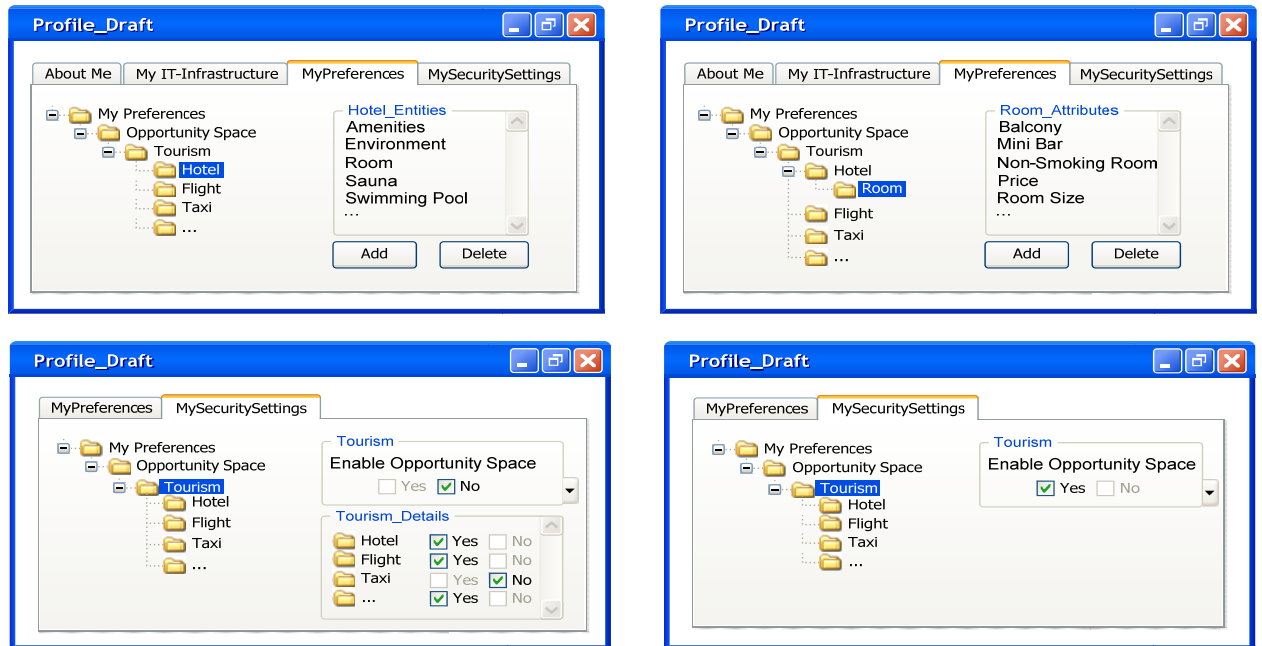 Profile_Draft
About Me
My IT-Infrastructure
MyPreferences
MySecuritySettings
My Preferences
Opportunity Space
Tourism
Hotel
Flight
Taxi
...
Hotel_Entities
Amenities
Environment
Room
Sauna
Swimming Pool
...
Add
Delete
Profile_Draft
About Me
My IT-Infrastructure
MyPreferences
MySecuritySettings
My Preferences
Opportunity Space
Tourism
Hotel
Room
Flight
Taxi
...
Room_Attributes
Balcony
Mini Bar
Non-Smoking Room
Price
Room Size
...
Add
Delete
Profile_Draft
MyPreferences
MySecuritySettings
My Preferences
Opportunity Space
Tourism
Hotel
Flight
Taxi
...
Tourism
Enable Opportunity Space
Yes No
Tourism_Details
Hotel Yes No
Flight Yes No
Taxi Yes No
... Yes No
Profile_Draft
MyPreferences
MySecuritySettings
My Preferences
Opportunity Space
Tourism
Hotel
Flight
Taxi
...
Tourism
Enable Opportunity Space
Yes No